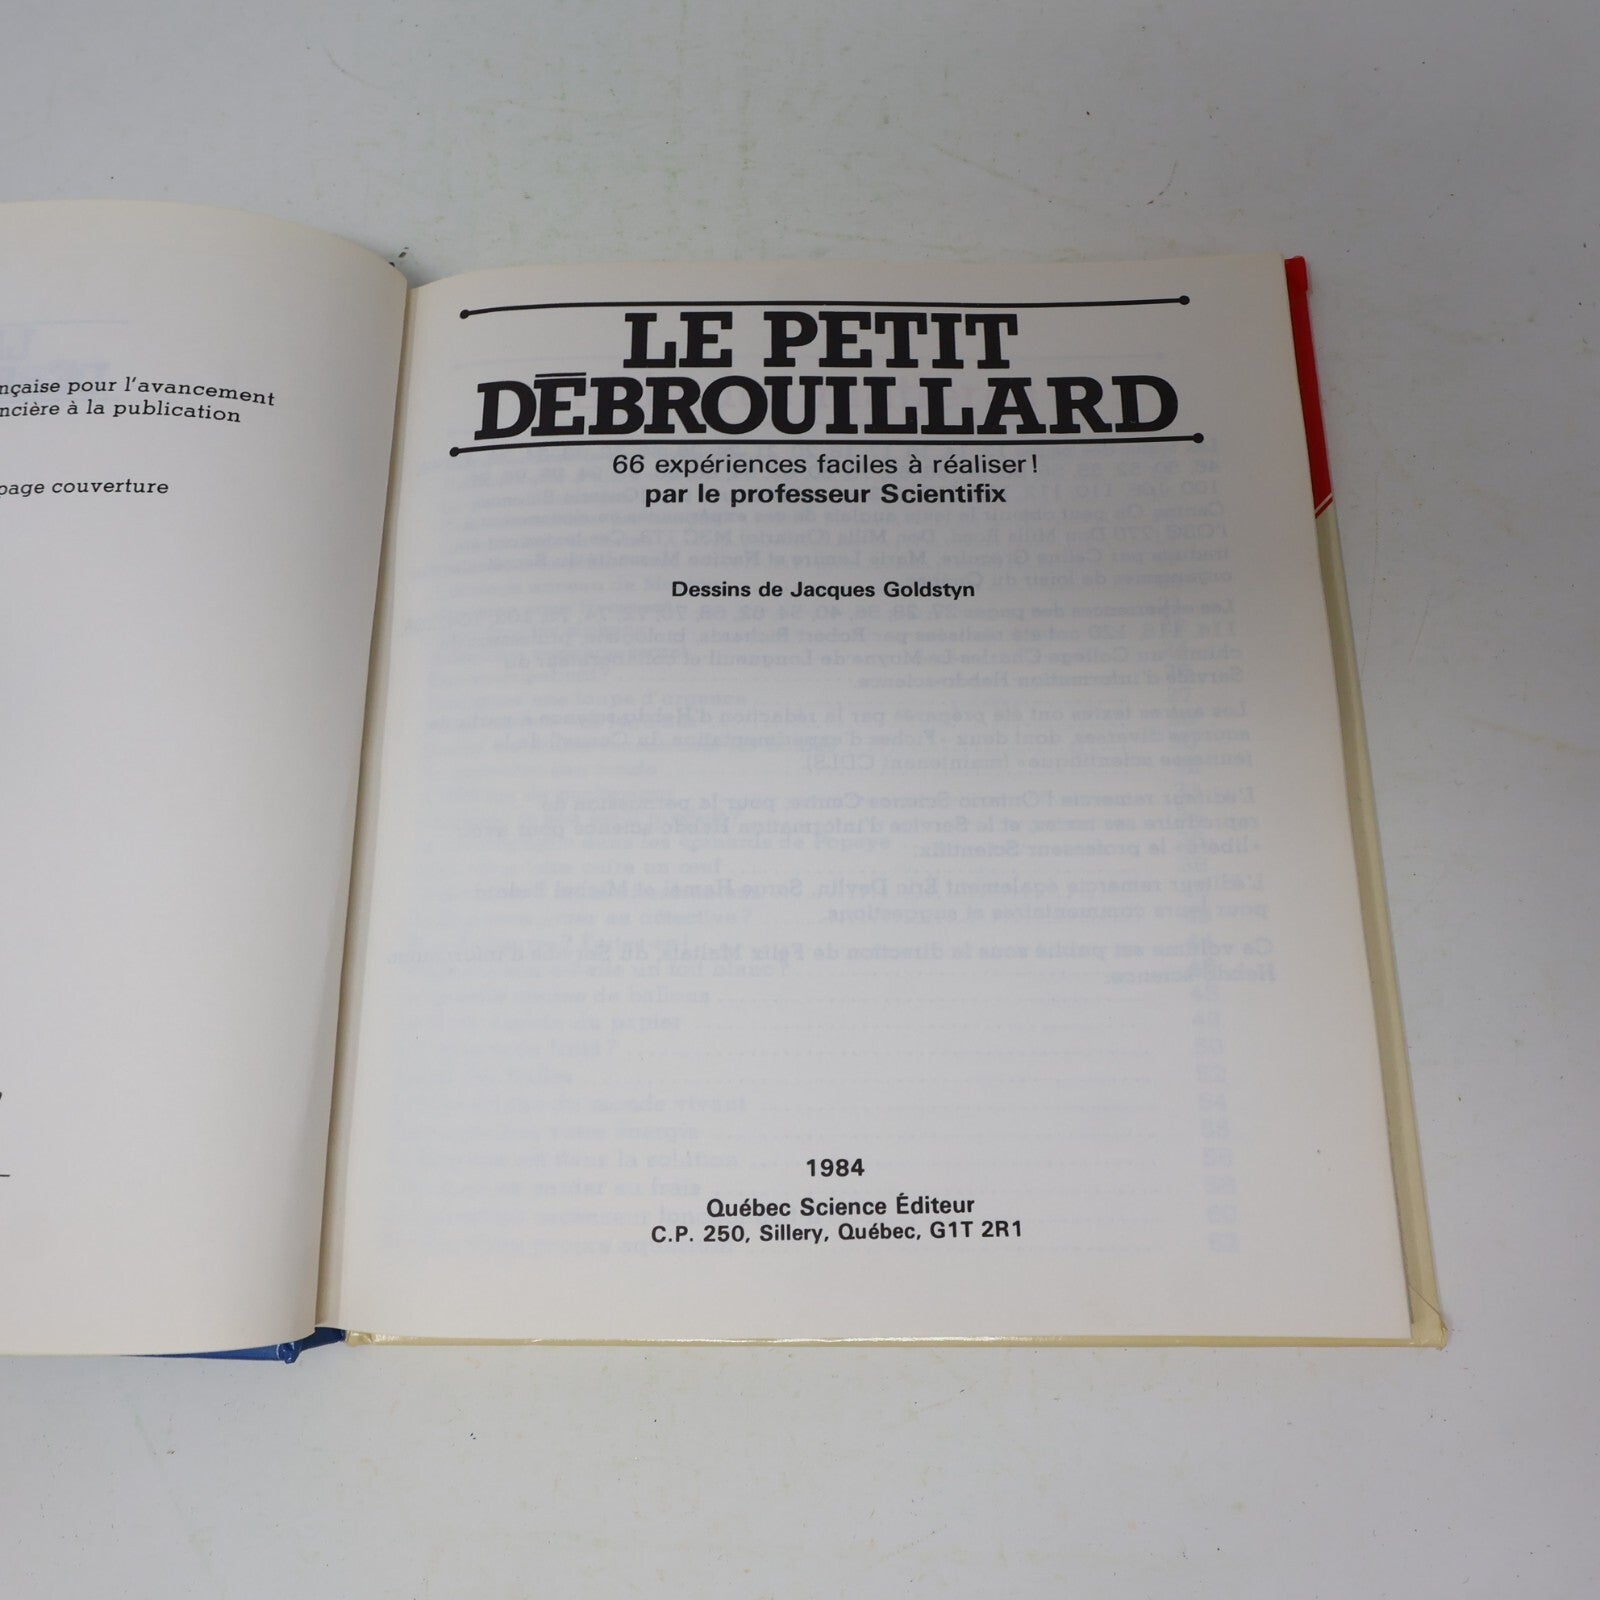 nçaise pour l'avancement
ncière à la publication
page couverture
LE PETIT
DÉBROUILLARD
66 expériences faciles à réaliser!
par le professeur Scientifix
Dessins de Jacques Goldstyn
1984
Québec Science Éditeur
C.P. 250, Sillery, Québec, G1T 2R1